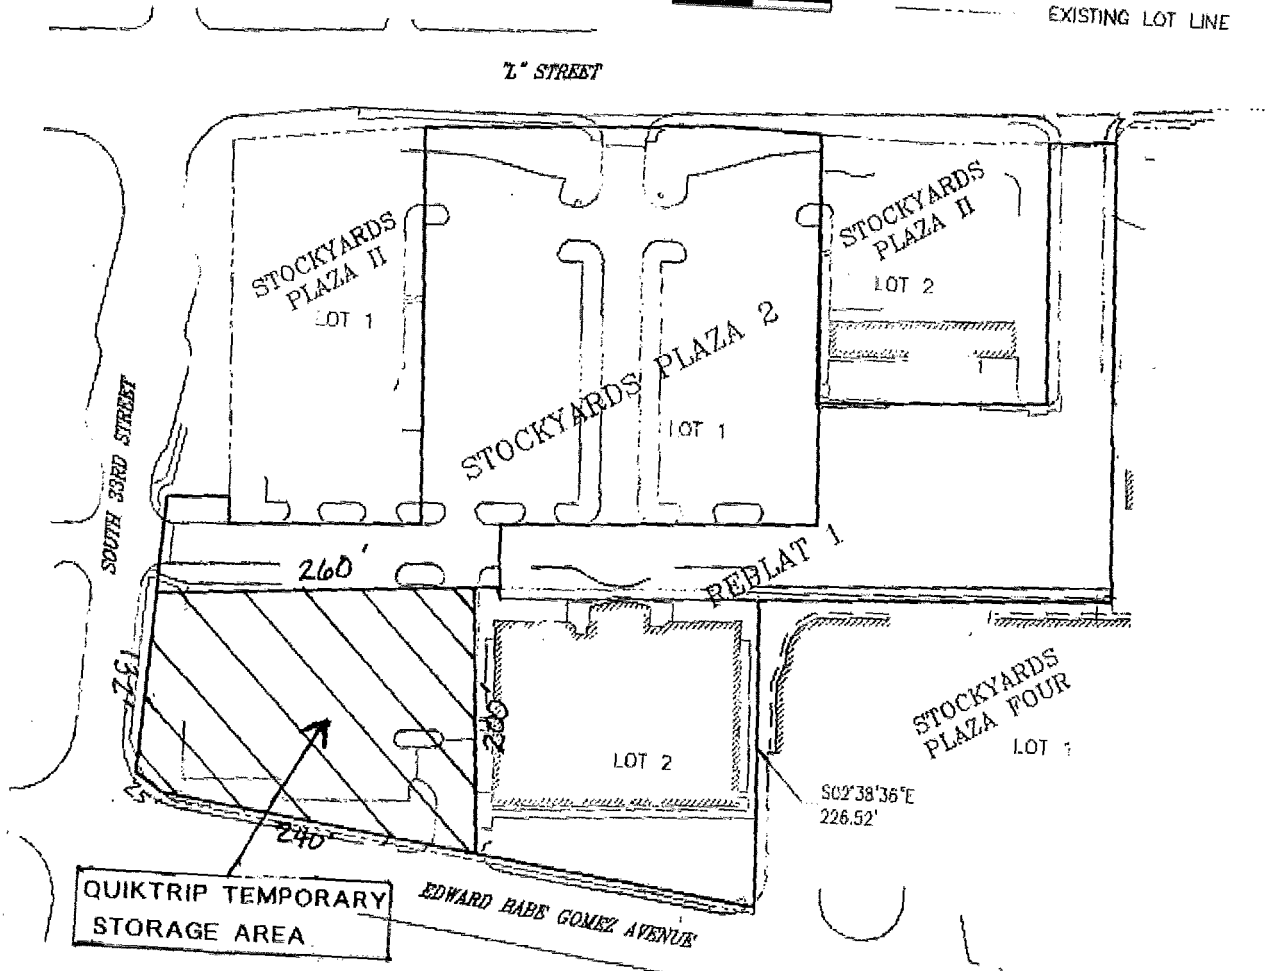 EXISTING LOT LINE
"L" STREET
STOCKYARDS
PLAZA II
LOT 1
STOCKYARDS
PLAZA II
LOT 2
STOCKYARDS PLAZA 2
LOT 1
SOUTH 33RD STREET
260'
REPLAT 1
200'
LOT 2
STOCKYARDS
PLAZA FOUR
LOT 1
S02°38'36"E
226.52'
25'
240'
QUIKTRIP TEMPORARY
STORAGE AREA
EDWARD BABE GOMEZ AVENUE